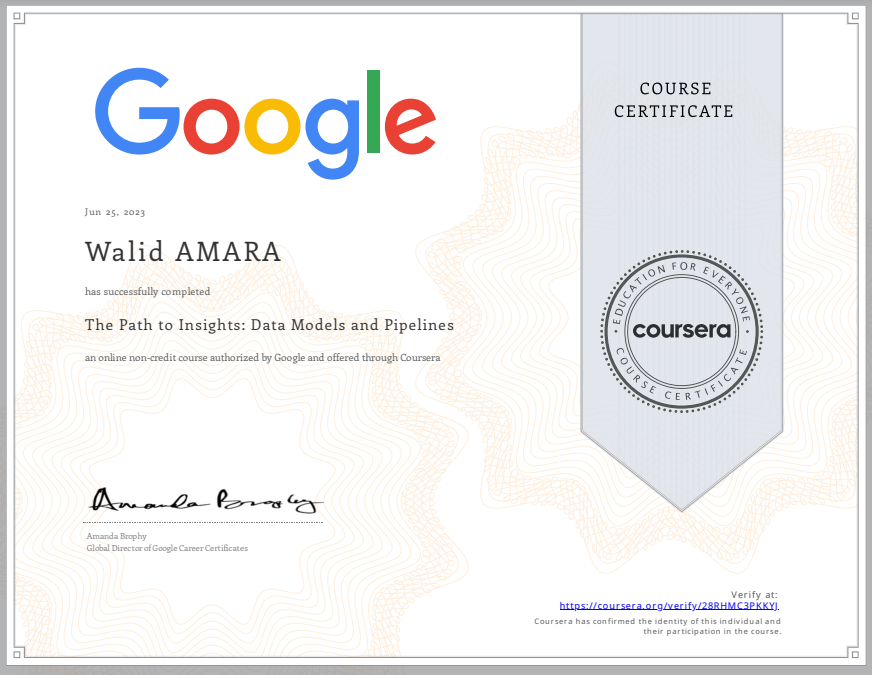 Google
COURSE
CERTIFICATE
Jun 25, 2023
Walid AMARA
has successfully completed
The Path to Insights: Data Models and Pipelines
an online non-credit course authorized by Google and offered through Coursera
EDUCATION FOR EVERYONE
coursera
COURSE CERTIFICATE
Amanda Brophy
Amanda Brophy
Global Director of Google Career Certificates
Verify at:
https://coursera.org/verify/28RHMC3PKKYJ
Coursera has confirmed the identity of this individual and
their participation in the course.